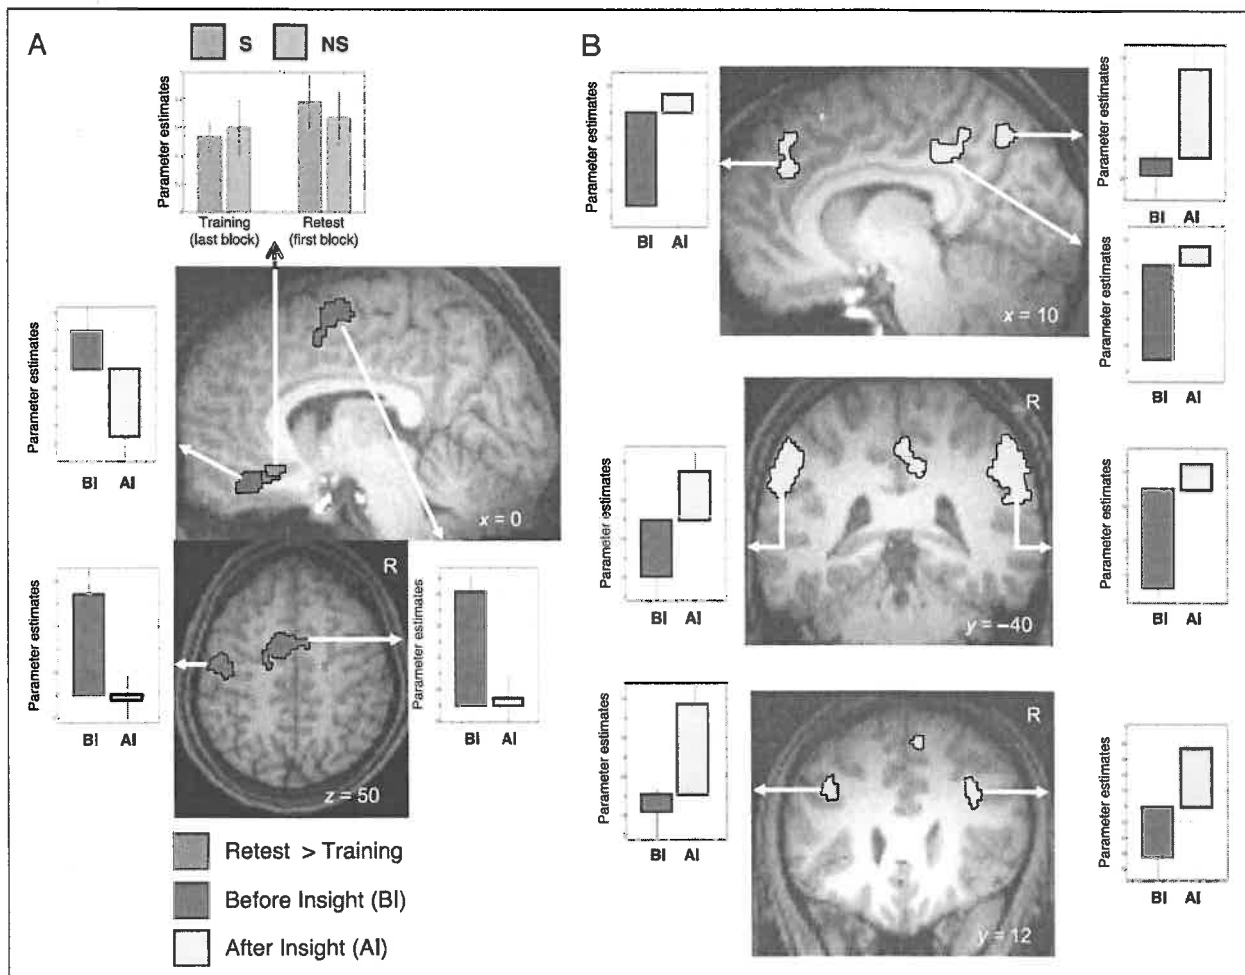 A
S
NS
Parameter estimates
Training
(last block)
Retest
(first block)
Parameter estimates
BI
AI
x = 0
Parameter estimates
BI
AI
R
z = 50
Parameter estimates
BI
AI
Retest > Training
Before Insight (BI)
After Insight (AI)
B
Parameter estimates
BI
AI
x = 10
Parameter estimates
BI
AI
Parameter estimates
BI
AI
Parameter estimates
BI
AI
R
y = –40
Parameter estimates
BI
AI
Parameter estimates
BI
AI
R
y = 12
Parameter estimates
BI
AI